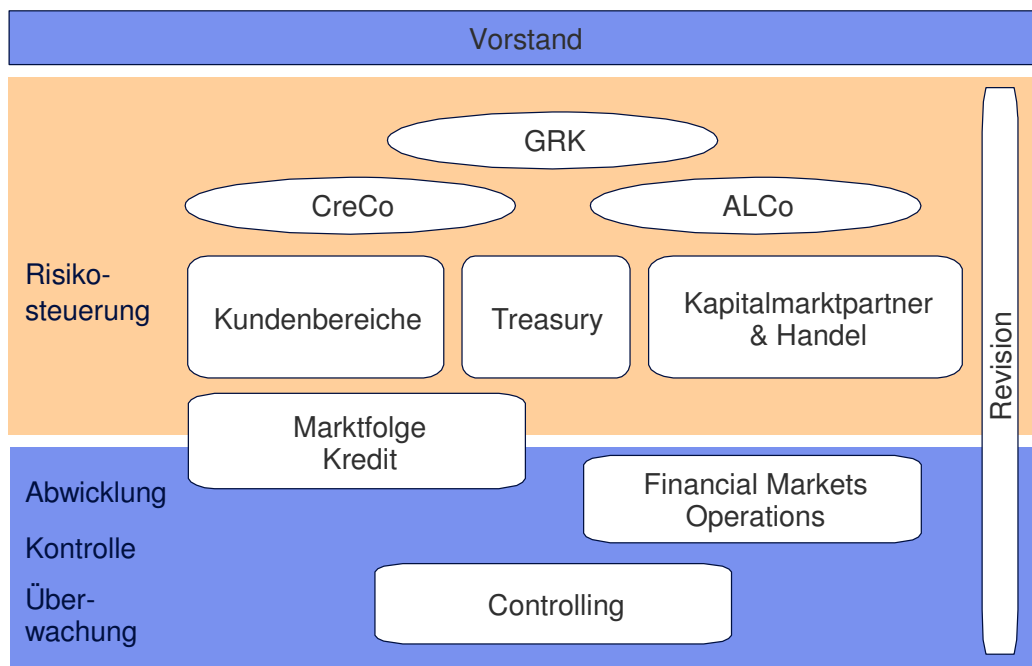 Vorstand
GRK
CreCo
ALCo
Risiko-
steuerung
Kundenbereiche
Treasury
Kapitalmarktpartner
& Handel
Revision
Marktfolge
Kredit
Abwicklung
Financial Markets
Operations
Kontrolle
Über-
wachung
Controlling